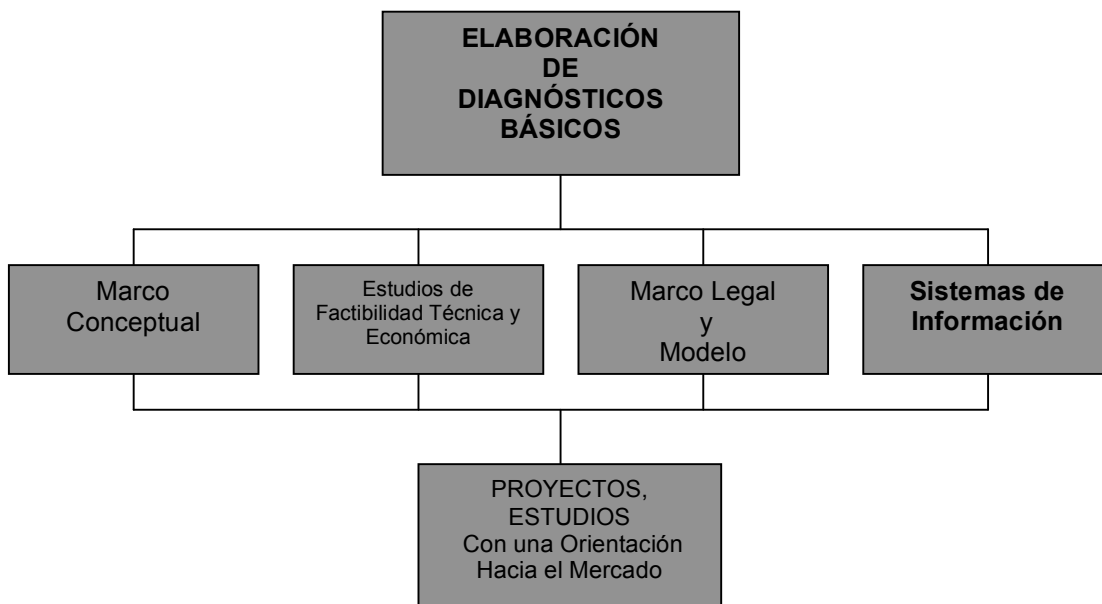 ELABORACIÓN
DE
DIAGNÓSTICOS
BÁSICOS
Marco
Conceptual
Estudios de
Factibilidad Técnica y
Económica
Marco Legal
y
Modelo
Sistemas de
Información
PROYECTOS,
ESTUDIOS
Con una Orientación
Hacia el Mercado